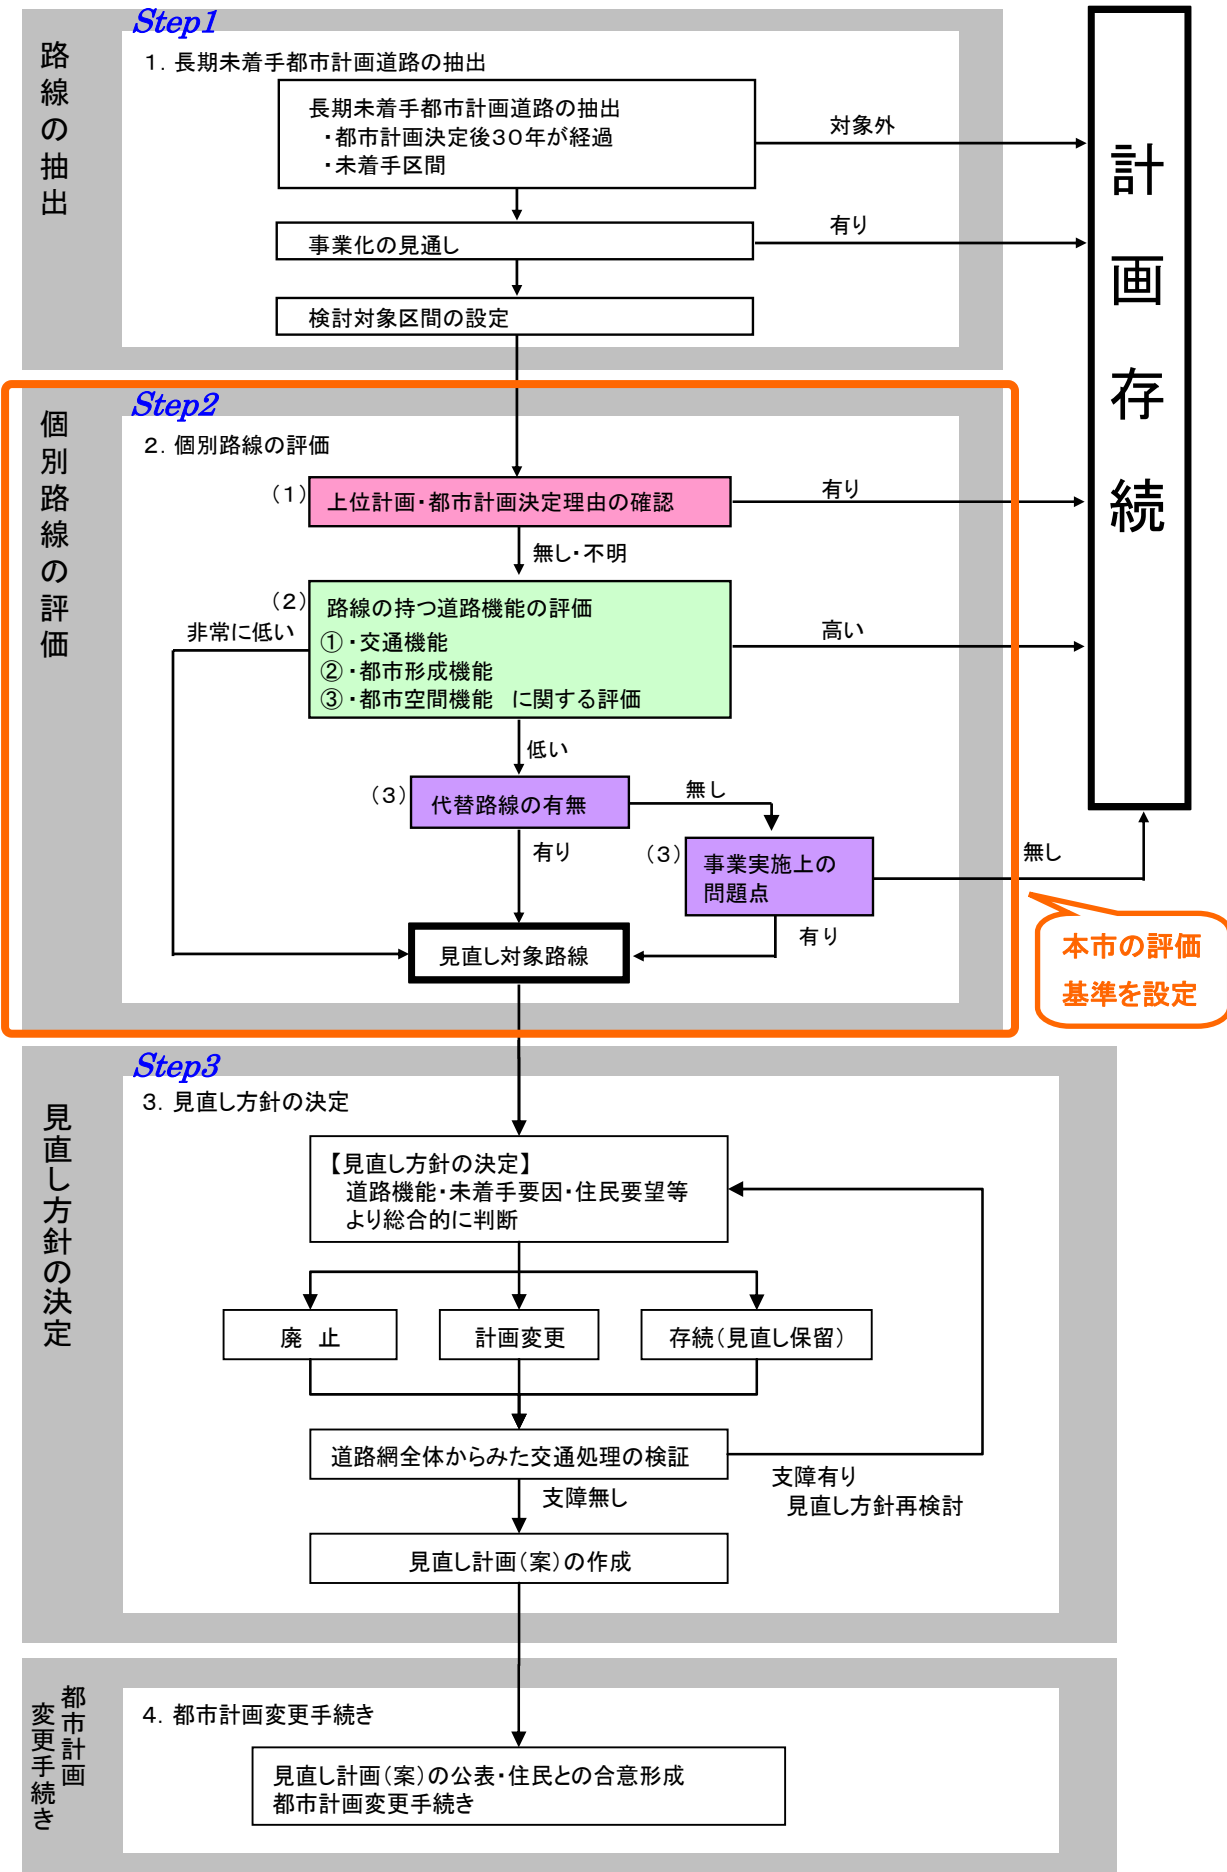 Step1
路線の抽出
1．長期未着手都市計画道路の抽出
長期未着手都市計画道路の抽出
・都市計画決定後30年が経過
・未着手区間
対象外
事業化の見通し
有り
検討対象区間の設定
計画存続
Step2
個別路線の評価
2．個別路線の評価
（1）
上位計画・都市計画決定理由の確認
有り
無し・不明
（2）
路線の持つ道路機能の評価
①・交通機能
②・都市形成機能
③・都市空間機能　に関する評価
非常に低い
高い
低い
（3）
代替路線の有無
無し
有り
（3）
事業実施上の
問題点
無し
有り
見直し対象路線
本市の評価
基準を設定
Step3
見直し方針の決定
3．見直し方針の決定
【見直し方針の決定】
道路機能・未着手要因・住民要望等
より総合的に判断
廃　止
計画変更
存続（見直し保留）
道路網全体からみた交通処理の検証
支障有り
見直し方針再検討
支障無し
見直し計画（案）の作成
都市計画
変更手続き
4．都市計画変更手続き
見直し計画（案）の公表・住民との合意形成
都市計画変更手続き